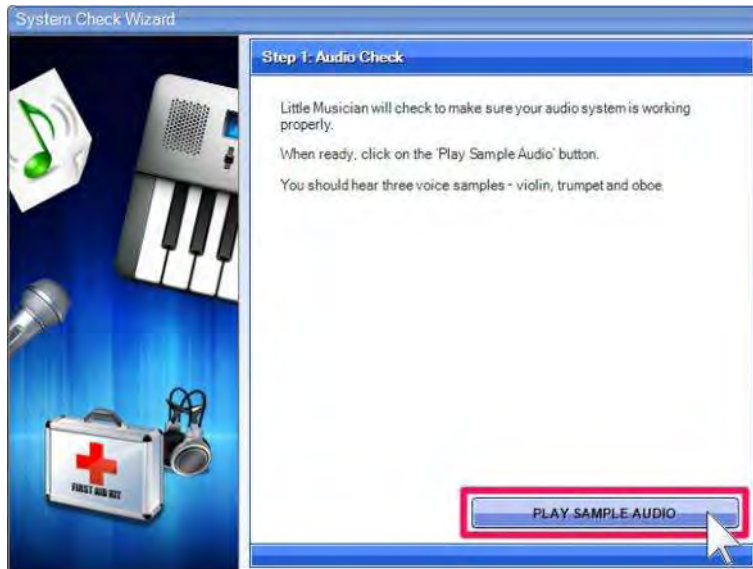 System Check Wizard
Step 1: Audio Check
Little Musician will check to make sure your audio system is working
properly.
When ready, click on the 'Play Sample Audio' button.
You should hear three voice samples - violin, trumpet and oboe.
FIRST AID KIT
PLAY SAMPLE AUDIO